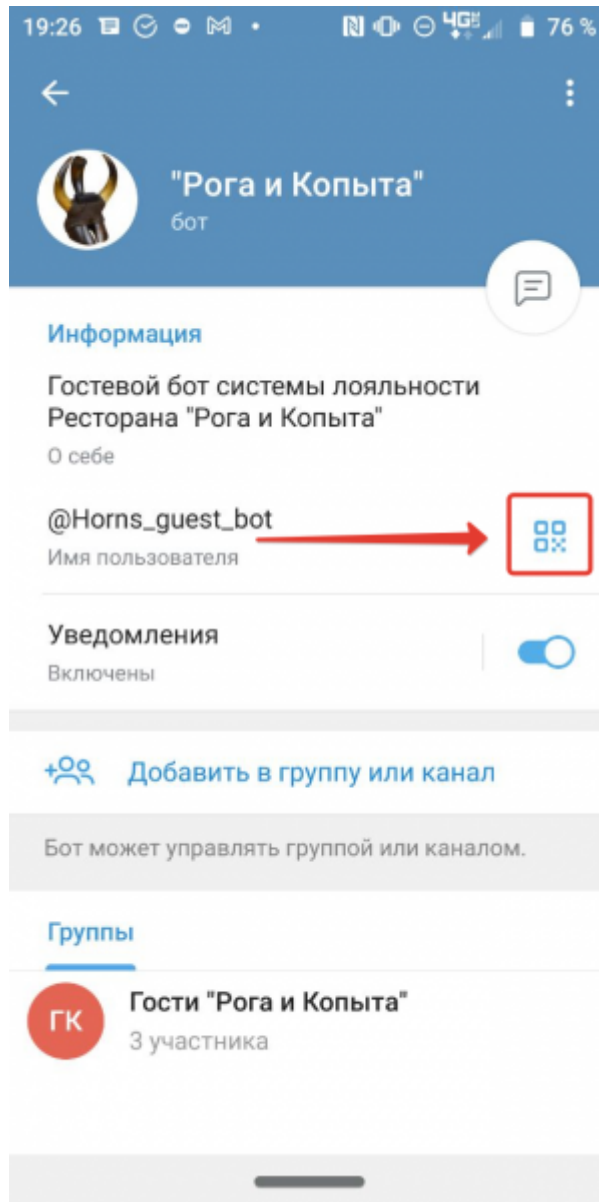 19:26
4G
76 %
"Рога и Копыта"
бот
Информация
Гостевой бот системы лояльности
Ресторана "Рога и Копыта"
О себе
@Horns_guest_bot
Имя пользователя
Уведомления
Включены
Добавить в группу или канал
Бот может управлять группой или каналом.
Группы
ГК
Гости "Рога и Копыта"
3 участника